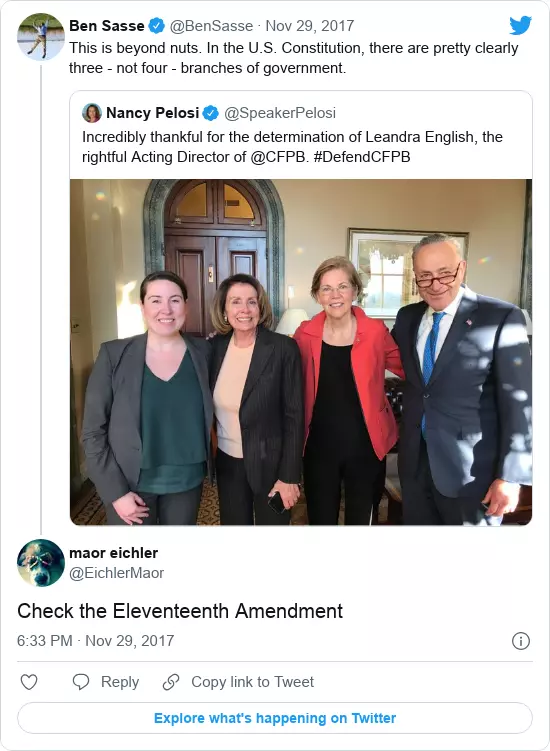 Ben Sasse @BenSasse · Nov 29, 2017
This is beyond nuts. In the U.S. Constitution, there are pretty clearly
three - not four - branches of government.
Nancy Pelosi @SpeakerPelosi
Incredibly thankful for the determination of Leandra English, the
rightful Acting Director of @CFPB. #DefendCFPB
maor eichler
@EichlerMaor
Check the Eleventeenth Amendment
6:33 PM · Nov 29, 2017
Reply
Copy link to Tweet
Explore what's happening on Twitter